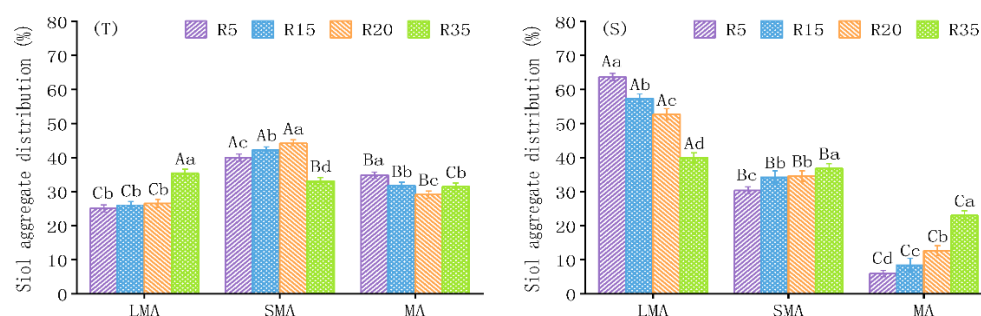 Siol aggregate distribution (%)
80
70
60
50
40
30
20
10
0
(T)
R5 R15 R20 R35
Cb Cb Cb Aa
Ac Ab Aa Bd
Ba Bb Bc Cb
LMA SMA MA
Siol aggregate distribution (%)
80
70
60
50
40
30
20
10
0
(S)
R5 R15 R20 R35
Aa Ab Ac Ad
Bc Bb Bb Ba
Cd Cc Cb Ca
LMA SMA MA